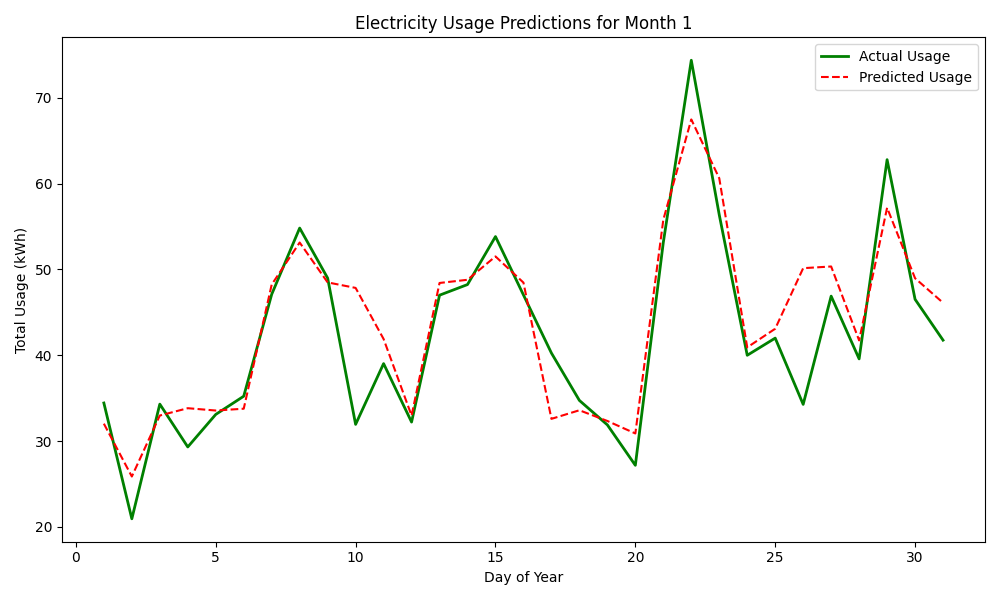 Electricity Usage Predictions for Month 1
Actual Usage
Predicted Usage
Total Usage (kWh)
70
60
50
40
30
20
0 5 10 15 20 25 30
Day of Year